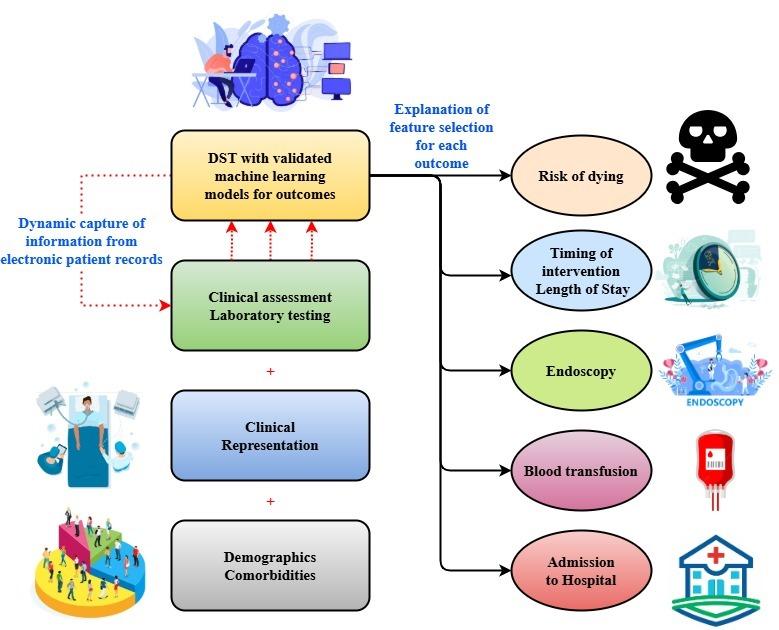 Explanation of
feature selection
for each
outcome
DST with validated
machine learning
models for outcomes
Risk of dying
Dynamic capture of
information from
electronic patient records
Timing of
intervention
Length of Stay
Clinical assessment
Laboratory testing
+
Endoscopy
ENDOSCOPY
Clinical
Representation
Blood transfusion
+
Demographics
Comorbidities
Admission
to Hospital